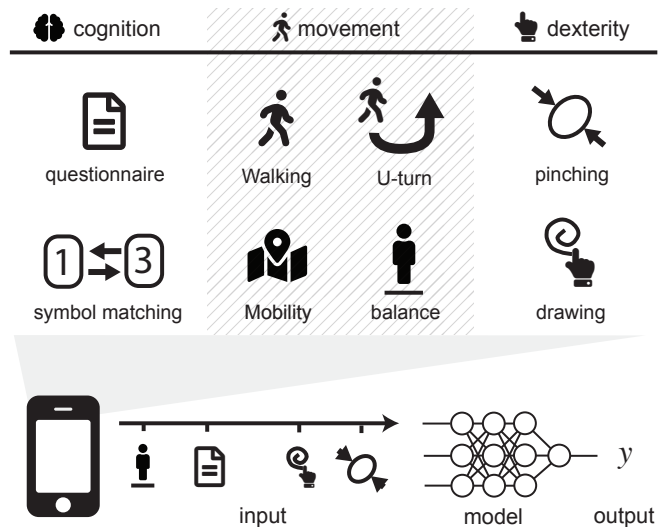 cognition movement dexterity
questionnaire Walking U-turn pinching
1 3
symbol matching Mobility balance drawing
y
input model output